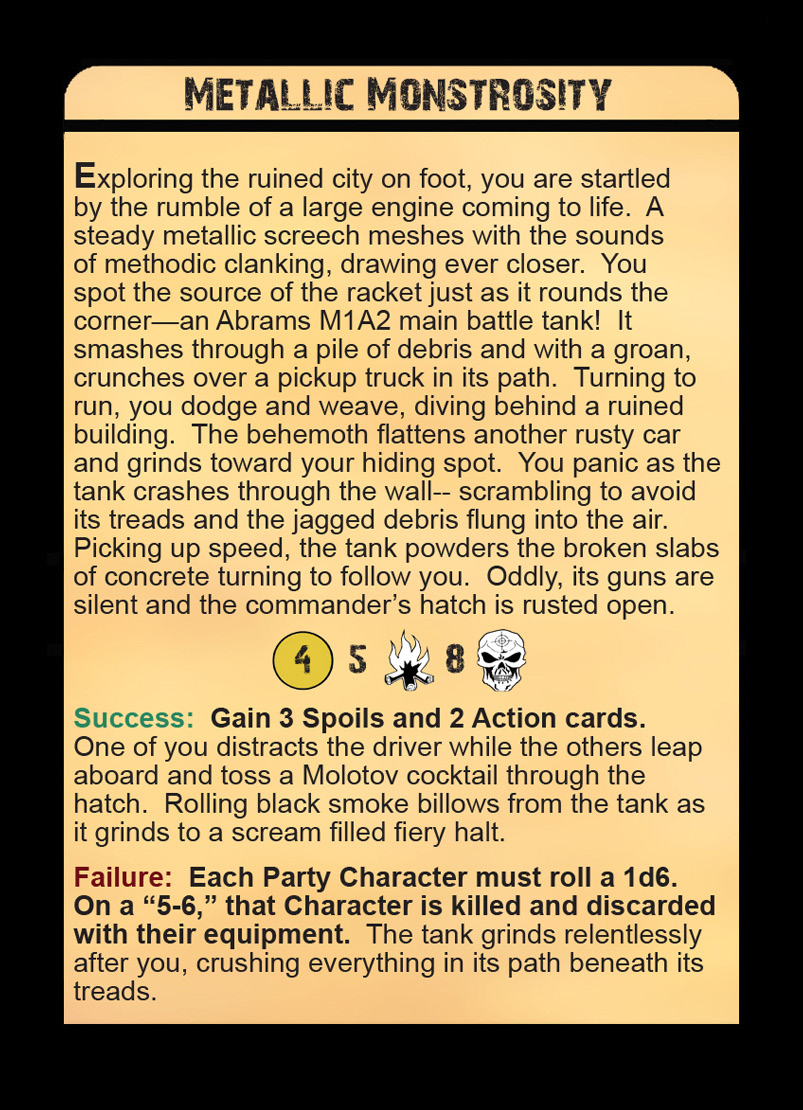 Metallic Monstrosity
Exploring the ruined city on foot, you are startled
by the rumble of a large engine coming to life.  A
steady metallic screech meshes with the sounds
of methodic clanking, drawing ever closer.  You
spot the source of the racket just as it rounds the
corner—an Abrams M1A2 main battle tank!  It
smashes through a pile of debris and with a groan,
crunches over a pickup truck in its path.  Turning to
run, you dodge and weave, diving behind a ruined
building.  The behemoth flattens another rusty car
and grinds toward your hiding spot.  You panic as the
tank crashes through the wall-- scrambling to avoid
its treads and the jagged debris flung into the air.
Picking up speed, the tank powders the broken slabs
of concrete turning to follow you.  Oddly, its guns are
silent and the commander’s hatch is rusted open.
4 5 8
Success:  Gain 3 Spoils and 2 Action cards.
One of you distracts the driver while the others leap
aboard and toss a Molotov cocktail through the
hatch.  Rolling black smoke billows from the tank as
it grinds to a scream filled fiery halt.
Failure:  Each Party Character must roll a 1d6.
On a “5-6,” that Character is killed and discarded
with their equipment.  The tank grinds relentlessly
after you, crushing everything in its path beneath its
treads.